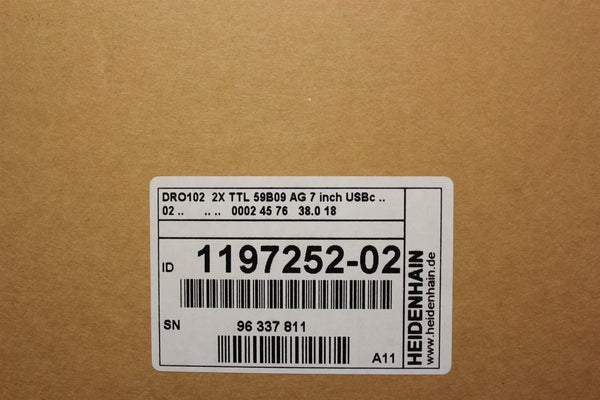 DRO102 2X TTL 59B09 AG 7 inch USBc ..
02 .. .. .. 0002 45 76 38.0 18
ID 1197252-02
SN 96 337 811
A11
HEIDENHAIN
www.heidenhain.de